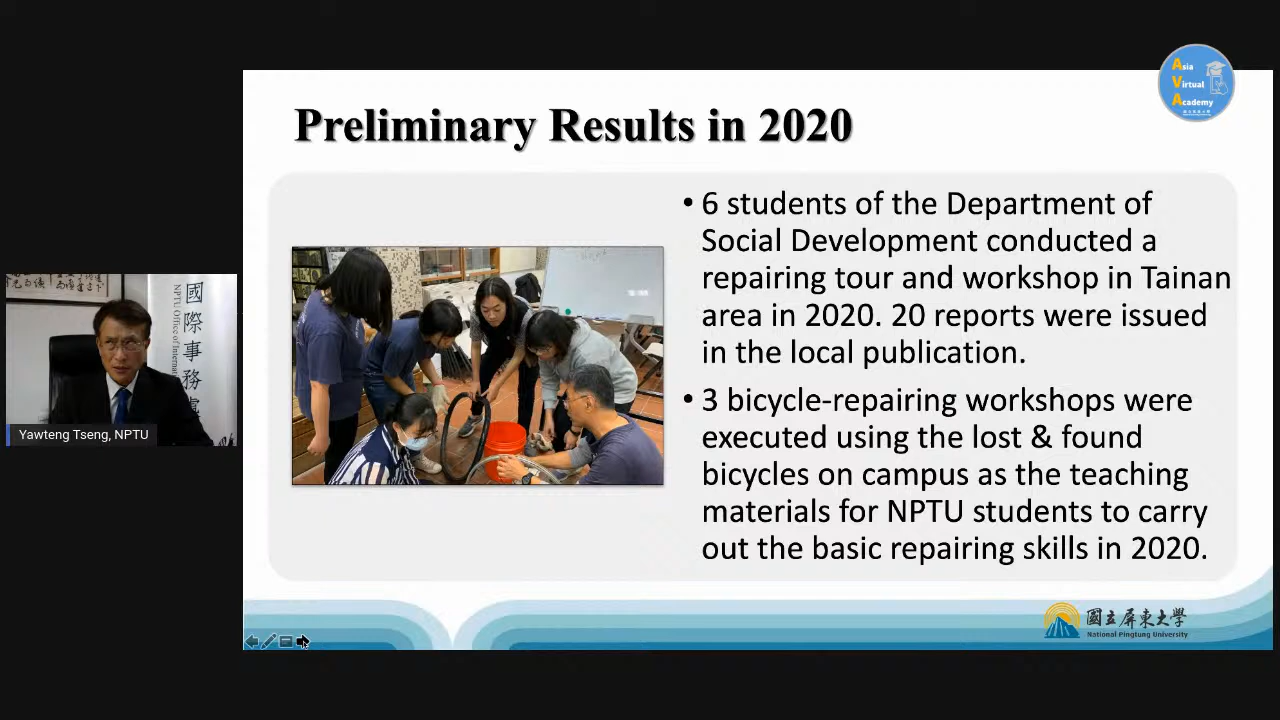 Preliminary Results in 2020
Asia
Virtual
Academy
• 6 students of the Department of
Social Development conducted a
repairing tour and workshop in Tainan
area in 2020. 20 reports were issued
in the local publication.
• 3 bicycle-repairing workshops were
executed using the lost & found
bicycles on campus as the teaching
materials for NPTU students to carry
out the basic repairing skills in 2020.
國際事務處
NPTU Office of Internat
Yawteng Tseng, NPTU
國立屏東大學
National Pingtung University